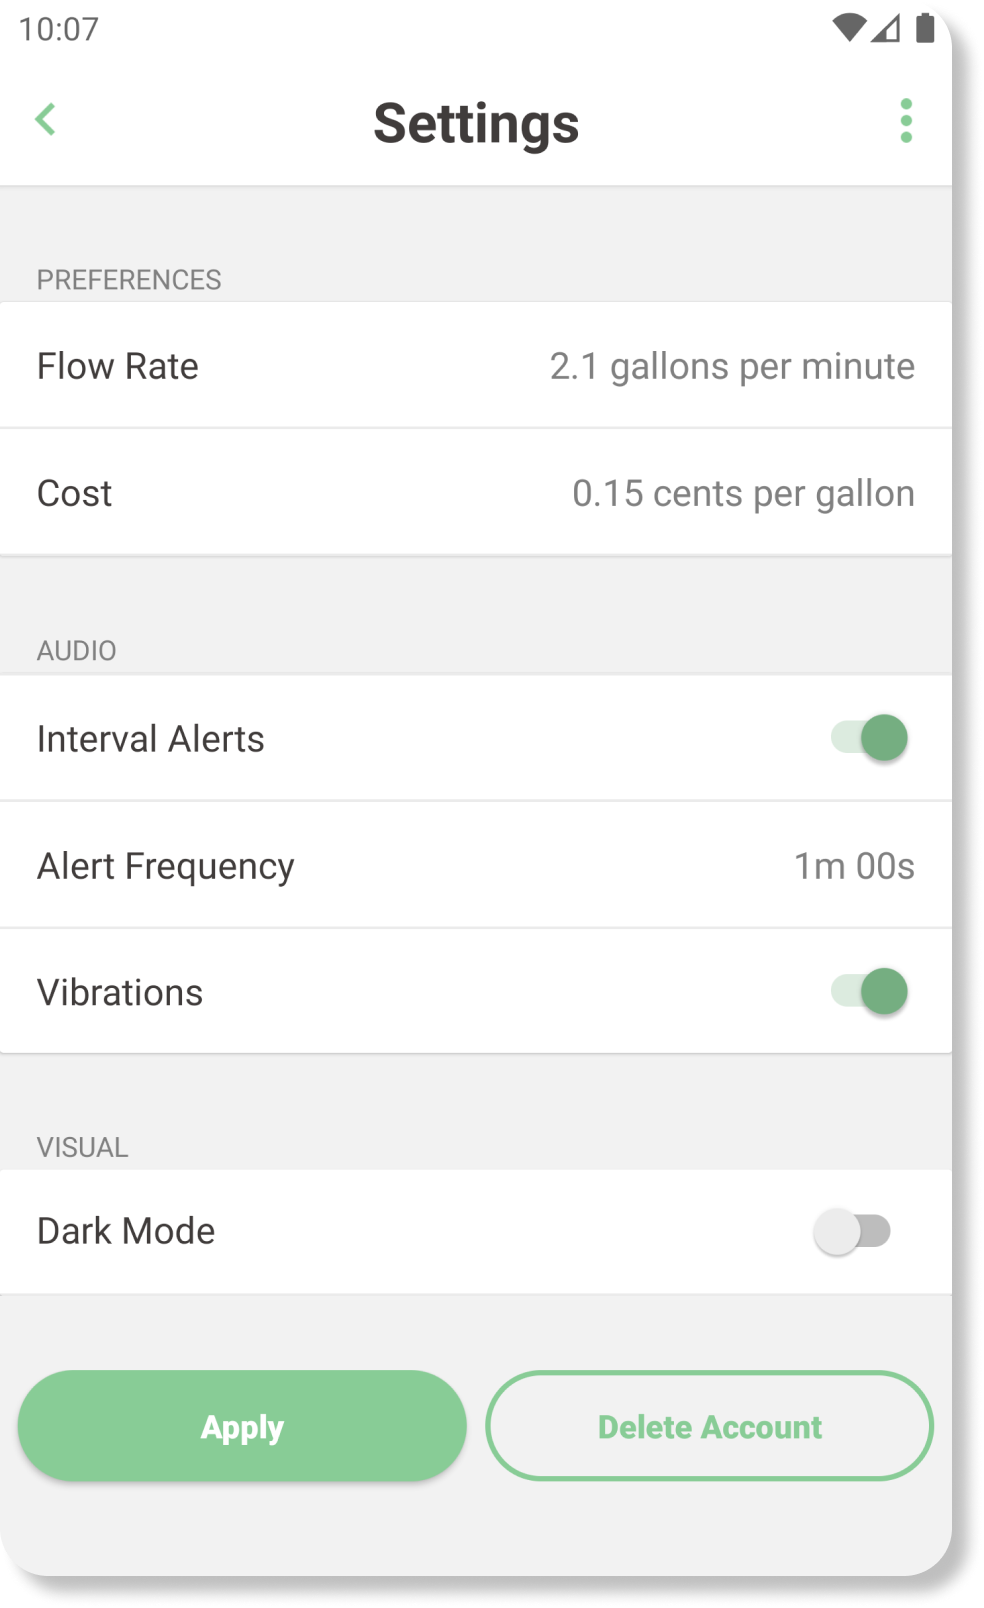 10:07
Settings
PREFERENCES
Flow Rate 2.1 gallons per minute
Cost 0.15 cents per gallon
AUDIO
Interval Alerts
Alert Frequency 1m 00s
Vibrations
VISUAL
Dark Mode
Apply Delete Account